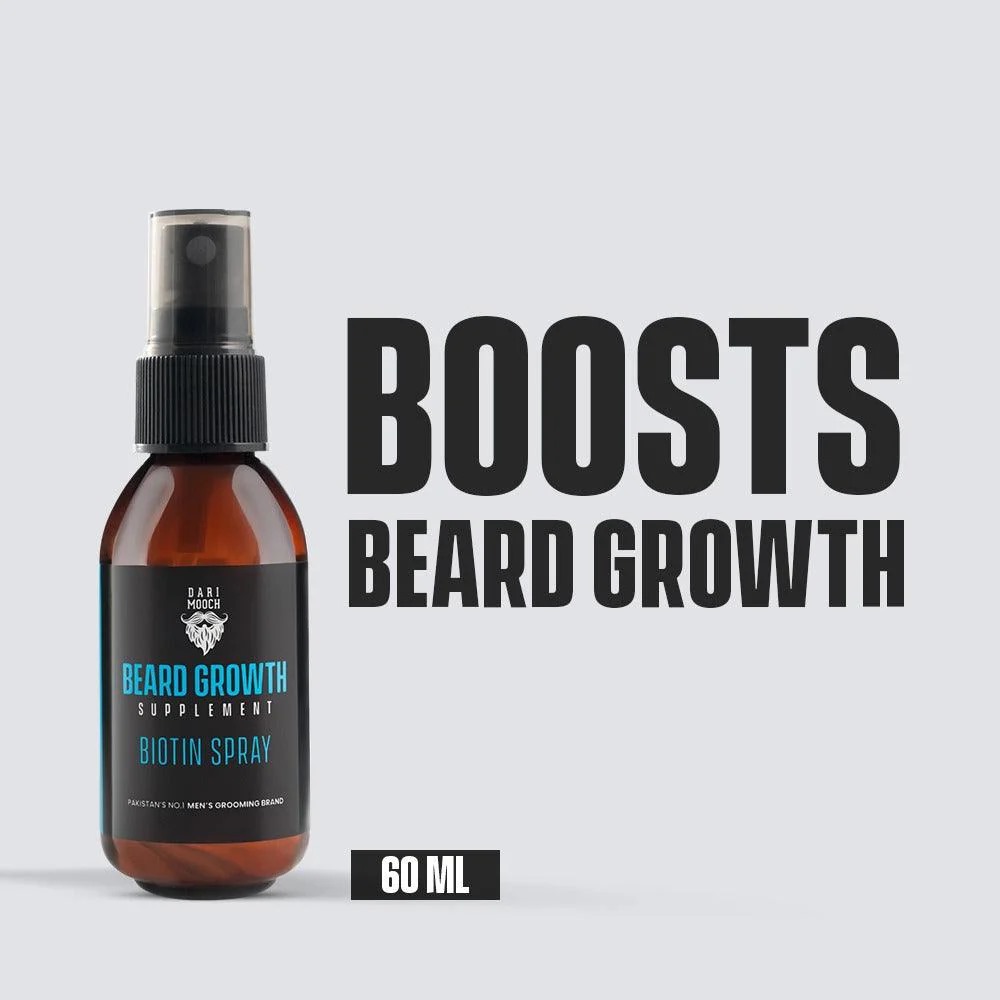 BOOSTS
BEARD GROWTH
DARI
MOOCH
BEARD GROWTH
SUPPLEMENT
BIOTIN SPRAY
PAKISTAN'S NO.1 MEN'S GROOMING BRAND
60 ML